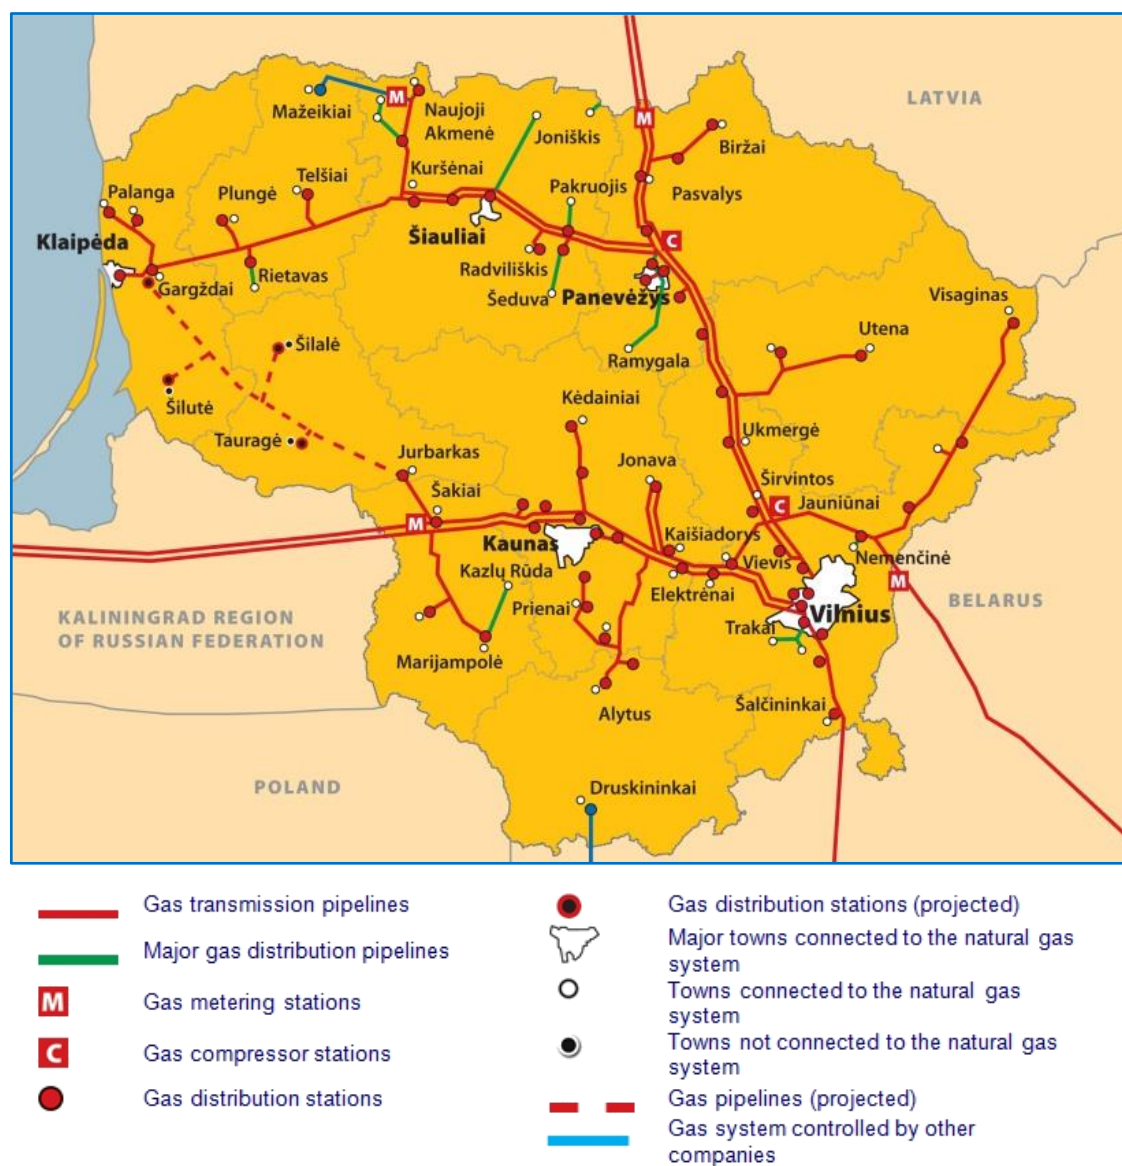 LATVIA
M
Mažeikiai
Naujoji
Akmenė
Joniškis
M
Biržai
Kuršėnai
Telšiai
Palanga
Plungė
Pakruojis
Pasvalys
Klaipėda
Šiauliai
C
Radviliškis
Rietavas
Gargždai
Šeduva
Panevėžys
Visaginas
Utena
Ramygala
Šilalė
Šilutė
Kėdainiai
Tauragė
Ukmergė
Jurbarkas
Jonava
Širvintos
Šakiai
C
Jauniūnai
M
Kaunas
Kaišiadorys
Vievis
Nemenčinė
Kazlų Rūda
M
Elektrėnai
Prienai
BELARUS
KALININGRAD REGION
OF RUSSIAN FEDERATION
Vilnius
Trakai
Marijampolė
Šalčininkai
Alytus
POLAND
Druskininkai
Gas transmission pipelines
Major gas distribution pipelines
M
Gas metering stations
C
Gas compressor stations
Gas distribution stations
Gas distribution stations (projected)
Major towns connected to the natural gas
system
Towns connected to the natural gas
system
Towns not connected to the natural gas
system
Gas pipelines (projected)
Gas system controlled by other
companies